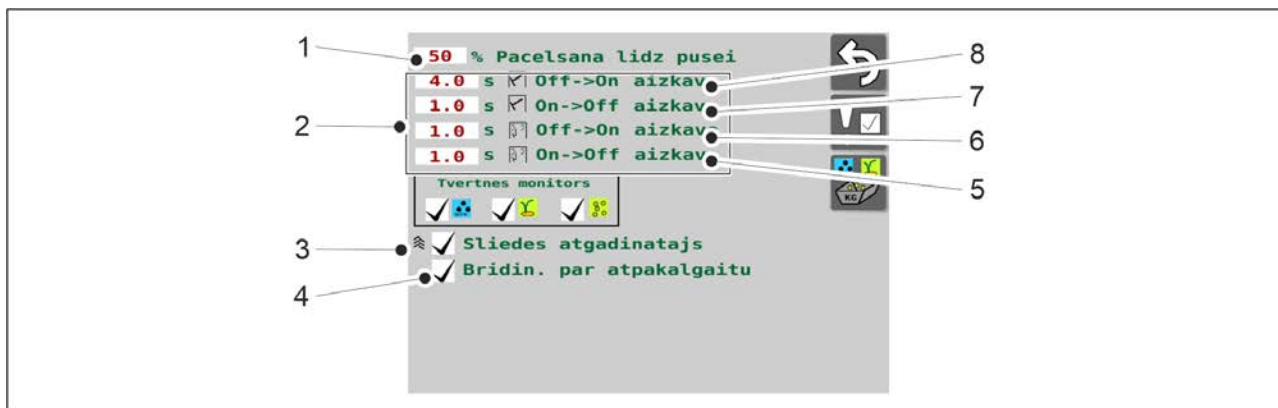 1
50 % Pacelsana lidz pusei
8
4.0 s Off->On aizkav
7
1.0 s On->Off aizkav
2
1.0 s Off->On aizkav
6
1.0 s On->Off aizkav
5
Tvertnes monitors
KG
3
Sliedes atgadinatajs
4
Bridin. par atpakalgaitu